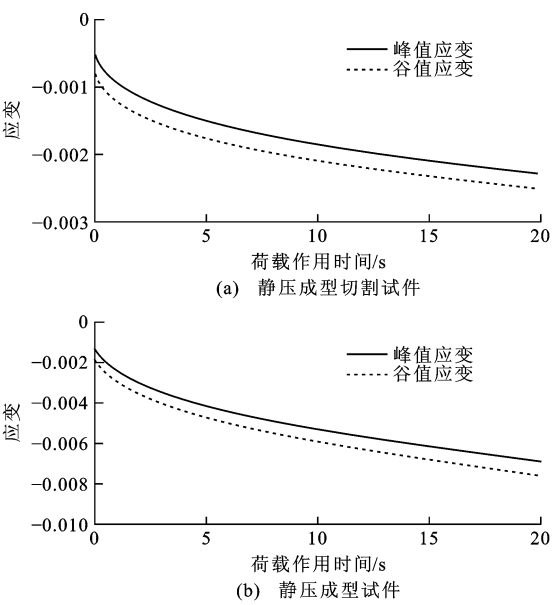 0
峰值应变
谷值应变
−0.001
应变
−0.002
−0.003
0 5 10 15 20
荷载作用时间/s
(a) 静压成型切割试件
0
峰值应变
谷值应变
−0.002
−0.004
应变
−0.006
−0.008
−0.010
0 5 10 15 20
荷载作用时间/s
(b) 静压成型试件